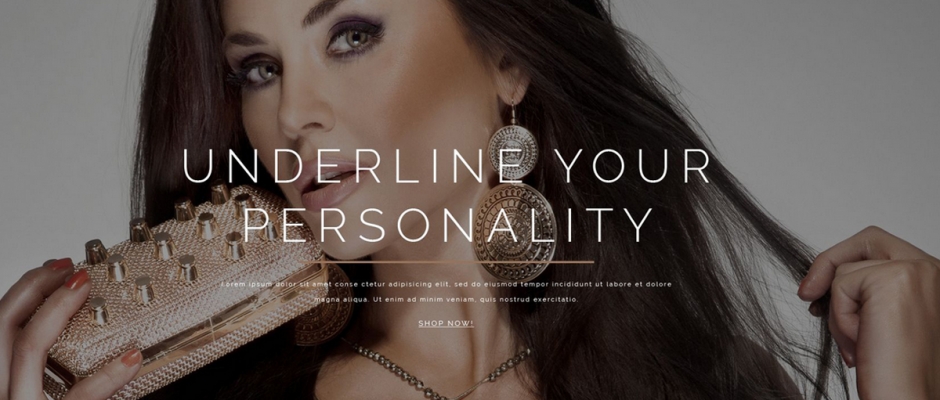 UNDERLINE YOUR
PERSONALITY
Lorem ipsum dolor sit amet conse ctetur adipisicing elit, sed do eiusmod tempor incididunt ut labore et dolore
magna aliqua. Ut enim ad minim veniam, quis nostrud exercitatio.
SHOP NOW!